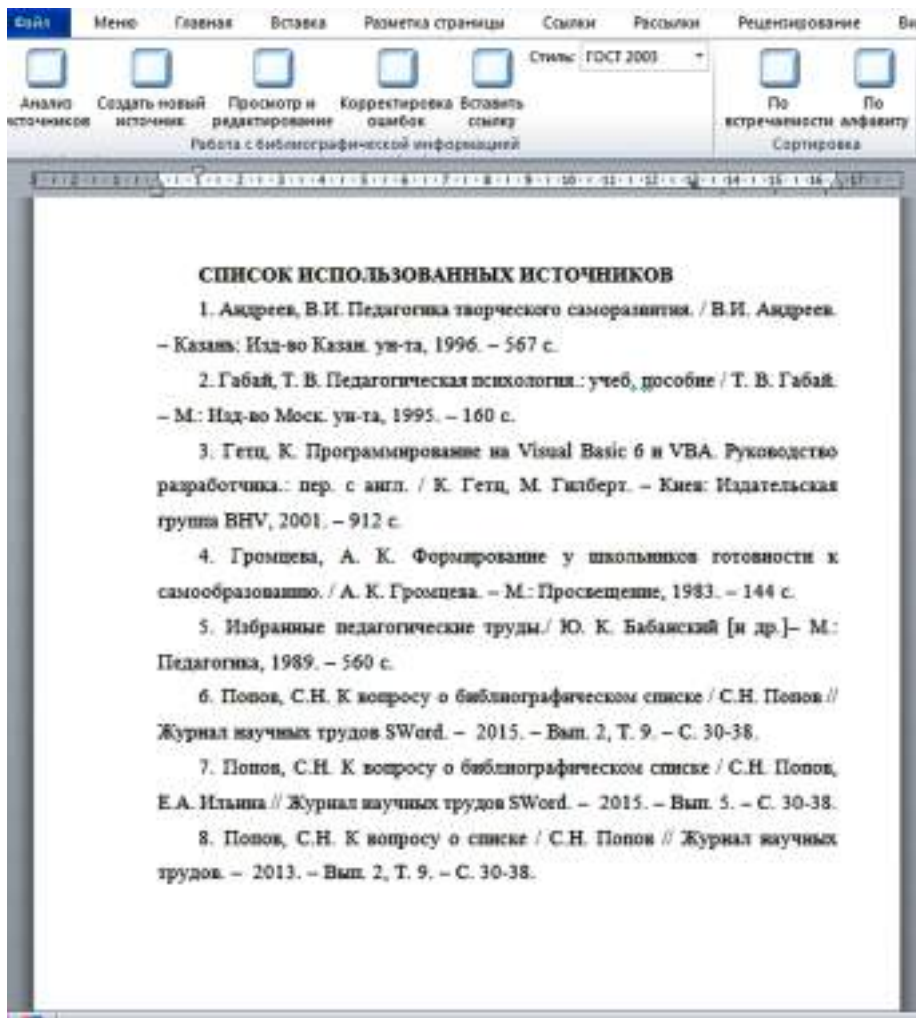 Файл Меню Главная Вставка Разметка страницы Ссылки Рассылки Рецензирование Ви
Анализ источников
Создать новый источник
Просмотр и редактирование
Корректировка ошибок
Вставить ссылку
Стиль: ГОСТ 2003
По встречаемости
По алфавиту
Работа с библиографической информацией
Сортировка
СПИСОК ИСПОЛЬЗОВАННЫХ ИСТОЧНИКОВ
1. Андреев, В.И. Педагогика творческого саморазвития. / В.И. Андреев.
– Казань: Изд-во Казан. ун-та, 1996. – 567 с.
2. Габай, Т. В. Педагогическая психология.: учеб, пособие / Т. В. Габай.
– М.: Изд-во Моск. ун-та, 1995. – 160 с.
3. Гетц, К. Программирование на Visual Basic 6 и VBA. Руководство
разработчика.: пер. с англ. / К. Гетц, М. Гилберт. – Киев: Издательская
группа BHV, 2001. – 912 с.
4. Громцева, А. К. Формирование у школьников готовности к
самообразованию. / А. К. Громцева. – М.: Просвещение, 1983. – 144 с.
5. Избранные педагогические труды./ Ю. К. Бабанский [и др.]– М.:
Педагогика, 1989. – 560 с.
6. Попов, С.Н. К вопросу о библиографическом списке / С.Н. Попов //
Журнал научных трудов SWord. – 2015. – Вып. 2, Т. 9. – С. 30-38.
7. Попов, С.Н. К вопросу о библиографическом списке / С.Н. Попов,
Е.А. Ильина // Журнал научных трудов SWord. – 2015. – Вып. 5. – С. 30-38.
8. Попов, С.Н. К вопросу о списке / С.Н. Попов // Журнал научных
трудов. – 2013. – Вып. 2, Т. 9. – С. 30-38.